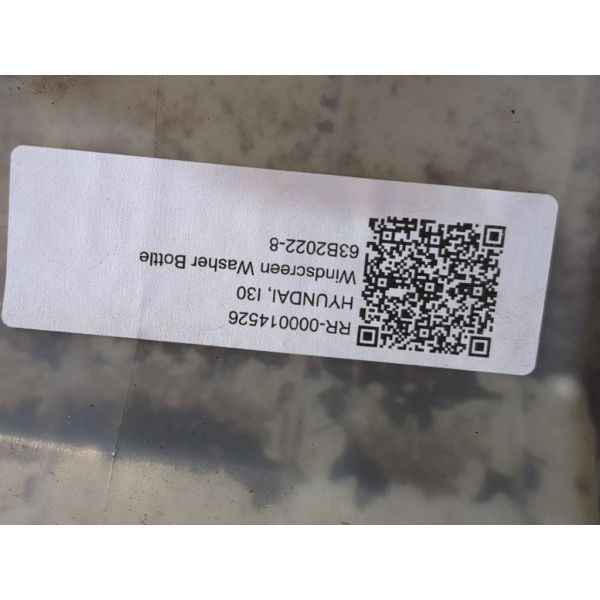 RR-000014526
HYUNDAI, I30
Windscreen Washer Bottle
63B2022-8